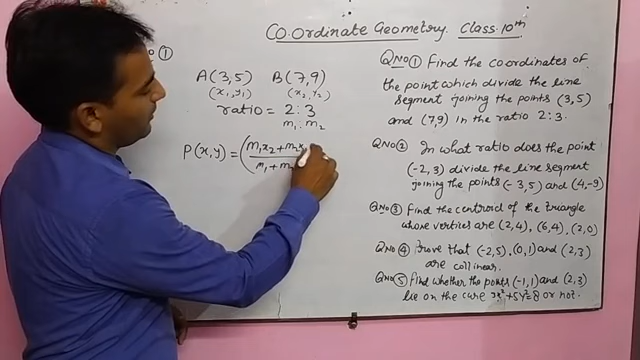 CO-Ordinate Geometry Class-10th
No ①
A(3,5) B(7,9)
(x₁,y₁) (x₂,y₂)
ratio = 2:3
m₁:m₂
P(x,y) = (m₁x₂+m₂x
m₁+m
QNo① Find the coordinates of
the point which divide the line
segment joining the points (3,5)
and (7,9) in the ratio 2:3.
QNo② In what ratio does the point
(-2,3) divide the line segment
joining the points (-3,5) and (4,-9)
QNo③ Find the centroid of the triangle
whose vertices are (2,4), (6,4), (2,0)
QNo④ Prove that (-2,5), (0,1) and (2,3)
are collinear.
QNo⑤ Find whether the points (-1,1) and (2,3)
lie on the curve 3x²+5y²=8 or not.